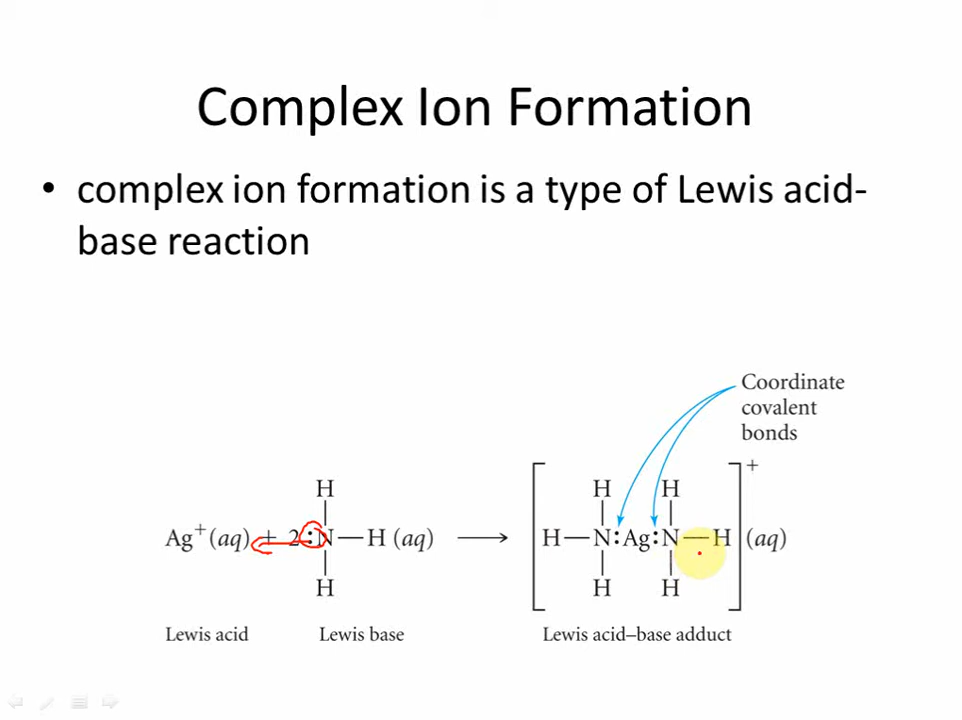 Complex Ion Formation
• complex ion formation is a type of Lewis acid-
base reaction
Coordinate
covalent
bonds
+
H H H
Ag+(aq) + 2:N—H (aq) ⟶ H—N:Ag:N—H (aq)
H H H
Lewis acid Lewis base Lewis acid–base adduct